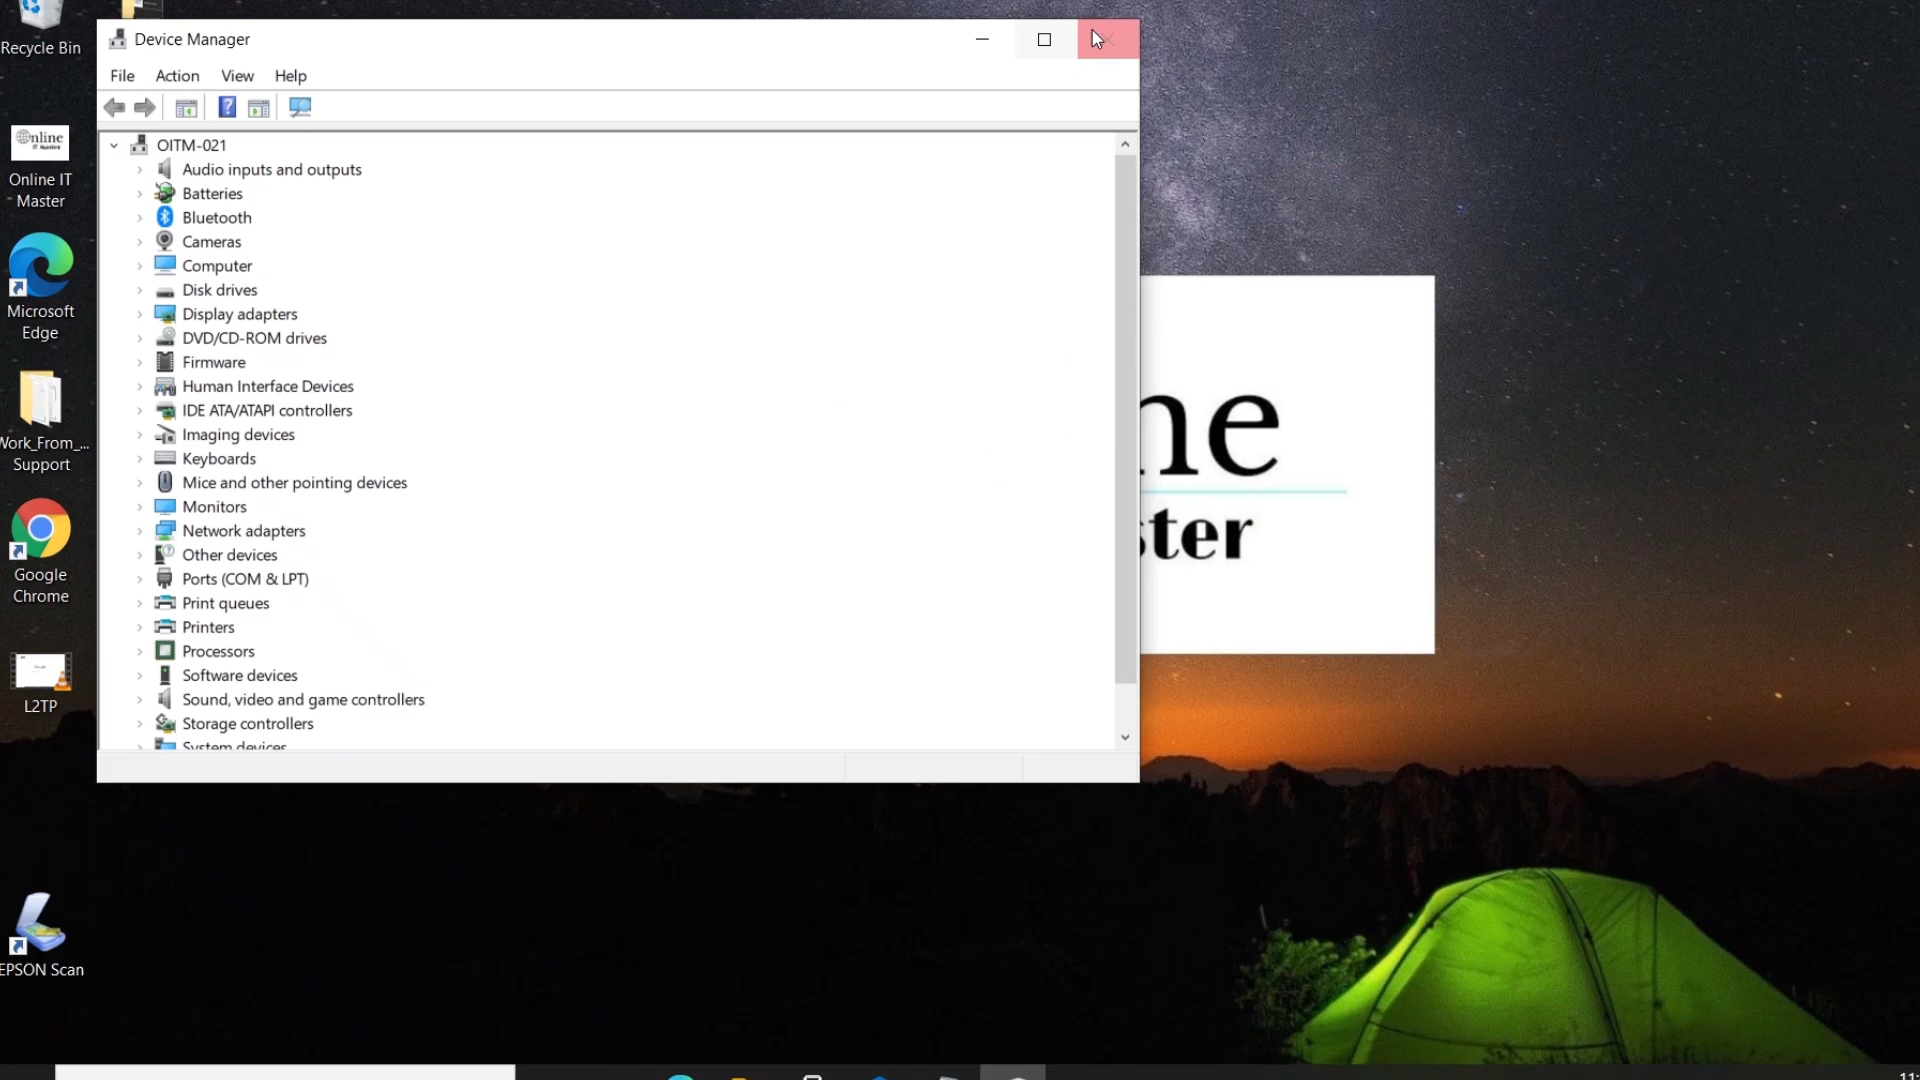 Recycle Bin
Online
IT Master
Online IT
Master
Microsoft
Edge
Work_From_...
Support
Google
Chrome
L2TP
EPSON Scan
Device Manager
File Action View Help
OITM-021
Audio inputs and outputs
Batteries
Bluetooth
Cameras
Computer
Disk drives
Display adapters
DVD/CD-ROM drives
Firmware
Human Interface Devices
IDE ATA/ATAPI controllers
Imaging devices
Keyboards
Mice and other pointing devices
Monitors
Network adapters
Other devices
Ports (COM & LPT)
Print queues
Printers
Processors
Software devices
Sound, video and game controllers
Storage controllers
System devices
ne
ster
11: